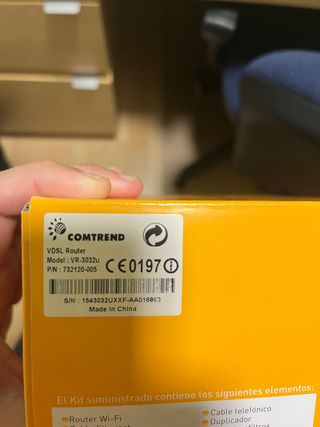 COMTREND
VDSL Router
Model : VR-3032u
P/N : 732120-005
CE0197
S/N : 1543032UXXF-AA016863
Made in China
El Kit suministrado contiene los siguientes elementos:
Router Wi-Fi
Cable telefónico
Duplicador